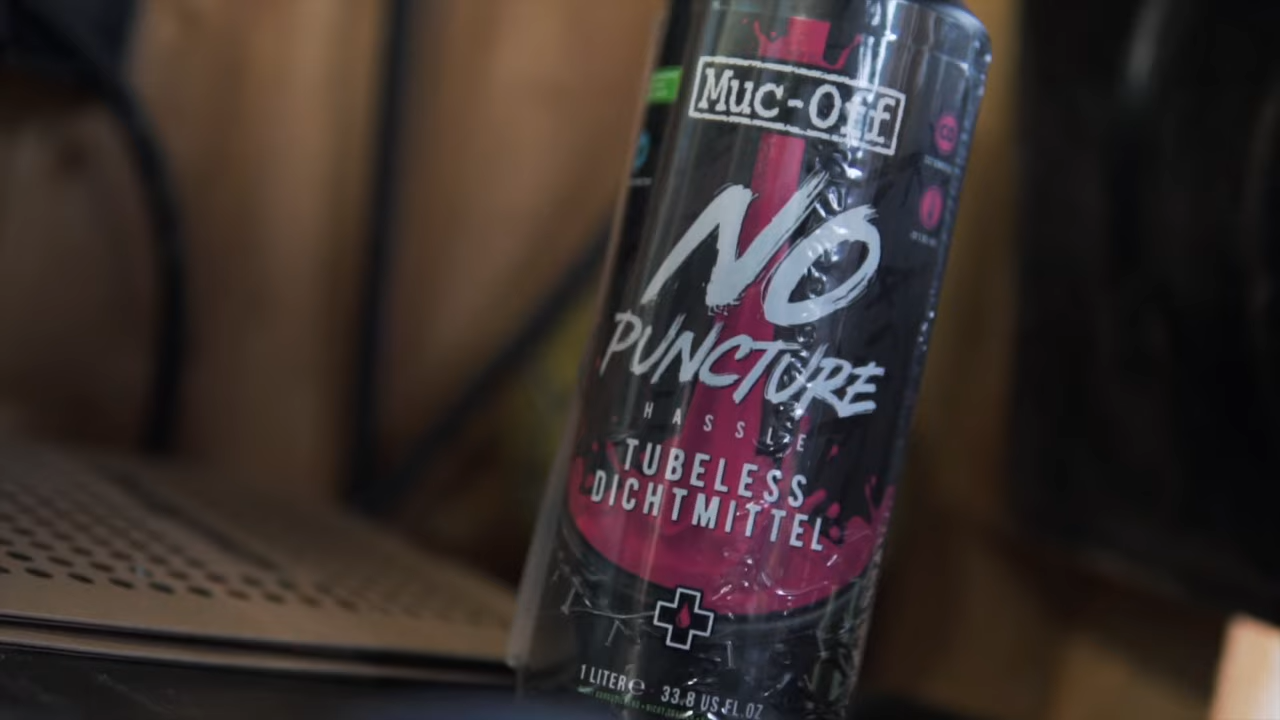 Muc-Off
NO
PUNCTURE
HASSLE
TUBELESS
DICHTMITTEL
1 LITER e 33.8 US FL.OZ